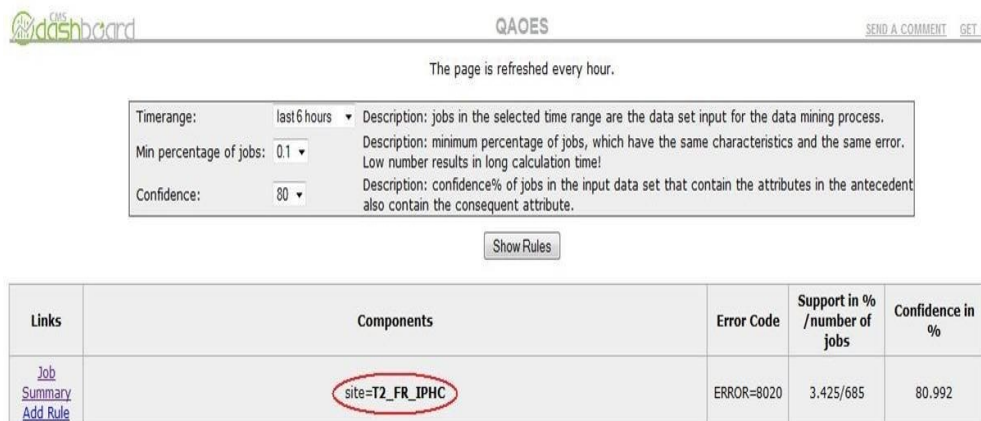 CMS
dashboard
QAOES
SEND A COMMENT GET
The page is refreshed every hour.
Timerange: last 6 hours Description: jobs in the selected time range are the data set input for the data mining process.
Min percentage of jobs: 0.1 Description: minimum percentage of jobs, which have the same characteristics and the same error.
Low number results in long calculation time!
Confidence: 80 Description: confidence% of jobs in the input data set that contain the attributes in the antecedent
also contain the consequent attribute.
Show Rules
Links Components Error Code Support in %
/number of
jobs Confidence in
%
Job
Summary
Add Rule site=T2_FR_IPHC ERROR=8020 3.425/685 80.992